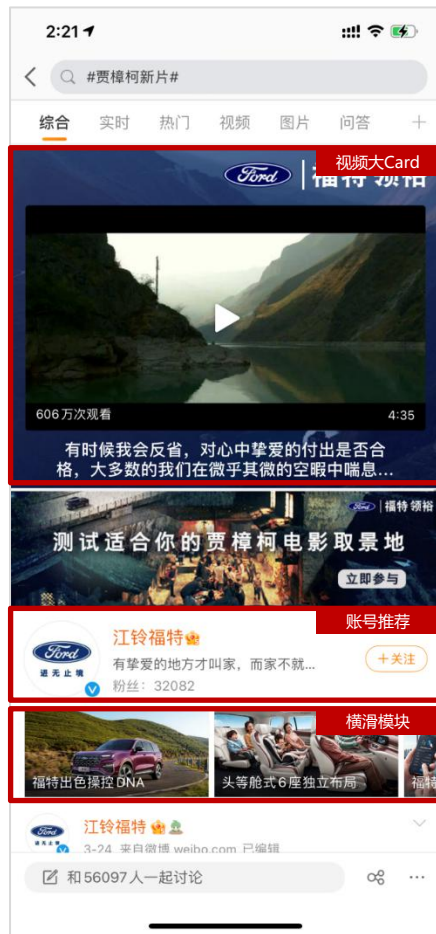 2:21
#贾樟柯新片#
综合 实时 热门 视频 图片 问答
视频大Card
Ford 福特领裕
606万次观看 4:35
有时候我会反省，对心中挚爱的付出是否合
格，大多数的我们在微乎其微的空暇中喘息...
Ford 福特领裕
测试适合你的贾樟柯电影取景地
立即参与
账号推荐
江铃福特
Ford
进无止境
有挚爱的地方才叫家，而家不就...
+关注
粉丝：32082
横滑模块
福特出色操控DNA 头等舱式6座独立布局 福特
江铃福特
Ford
进无止境
3-24 来自微博 weibo.com 已编辑
和56097人一起讨论